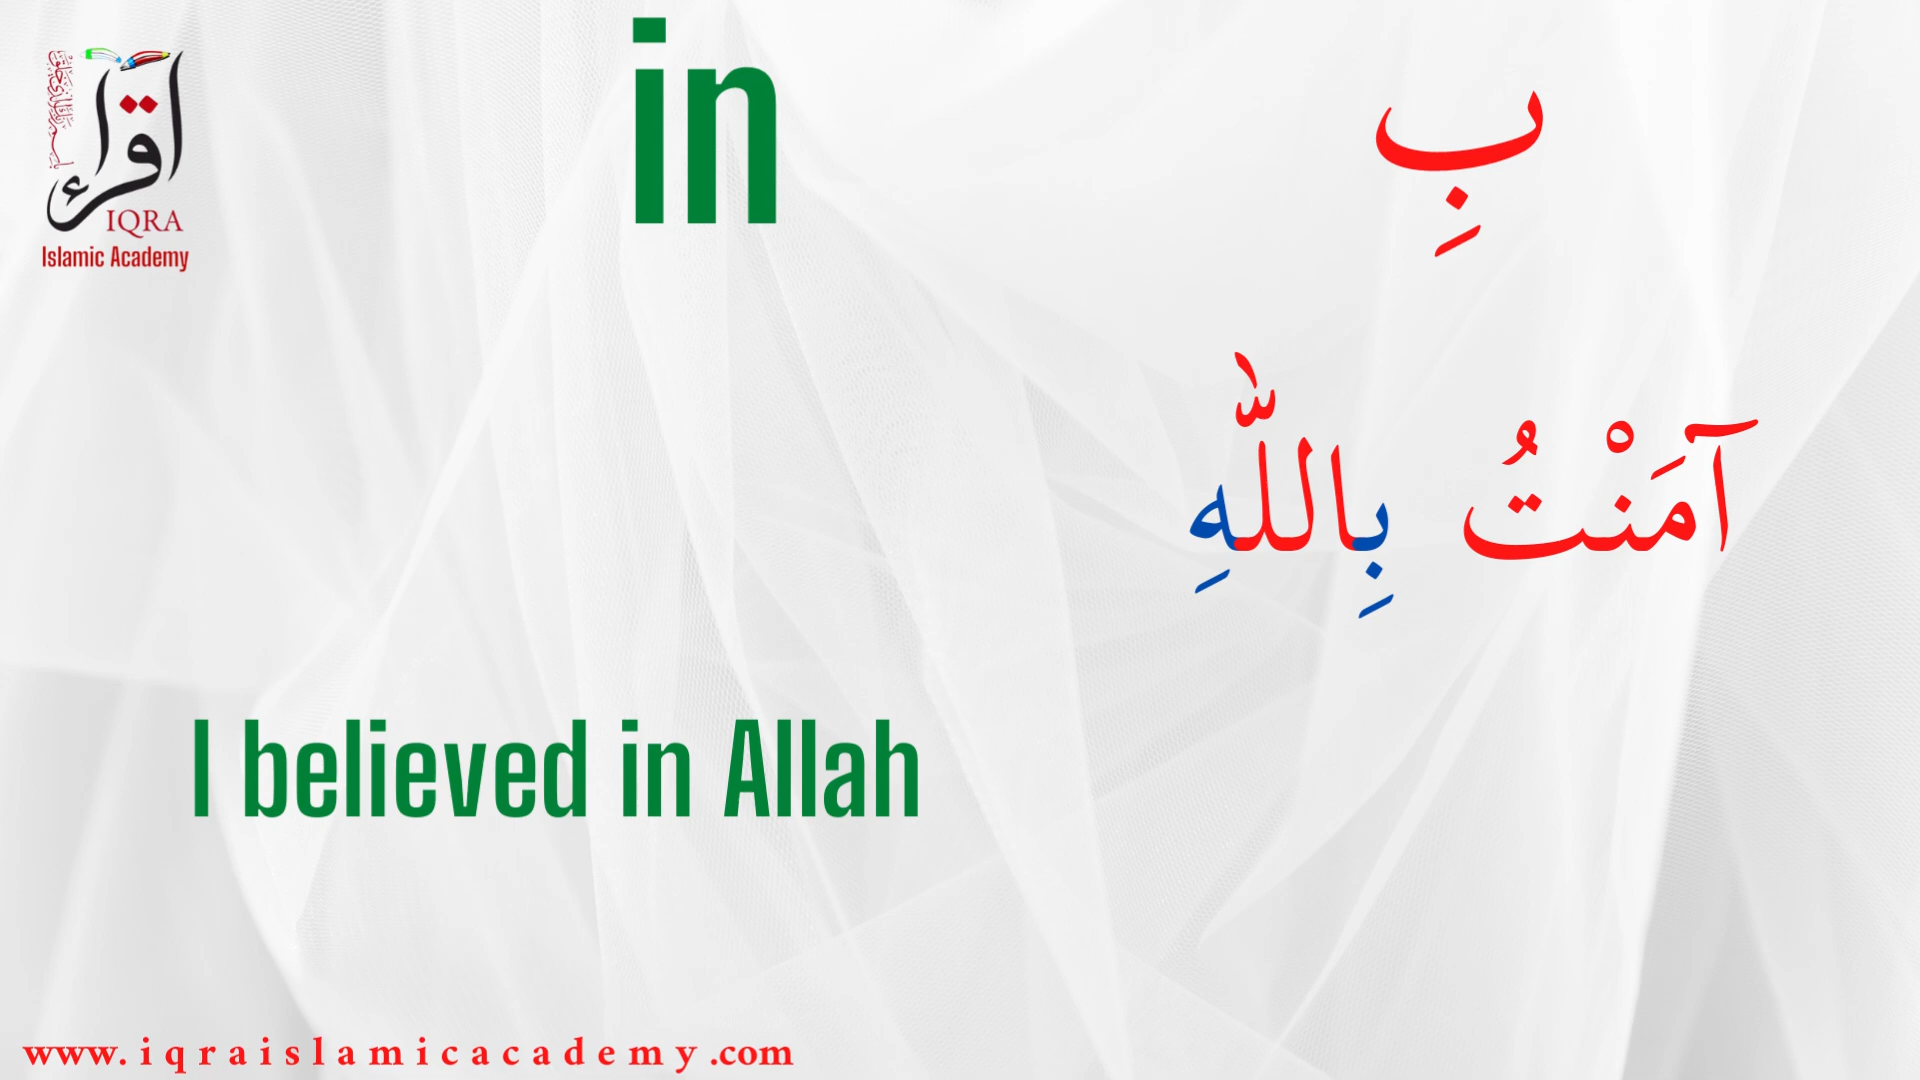 in
بِ
اقرأ
IQRA
Islamic Academy
آمَنْتُ بِاللّٰهِ
I believed in Allah
www.iqraislamicacademy.com